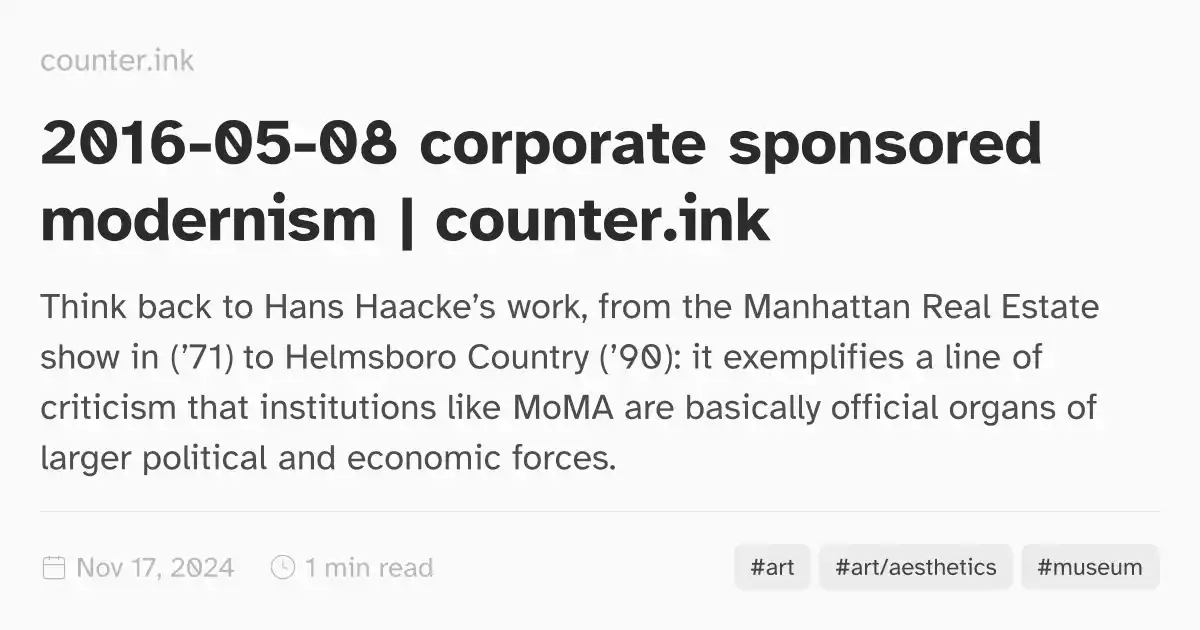 counter.ink
2016-05-08 corporate sponsored
modernism | counter.ink
Think back to Hans Haacke’s work, from the Manhattan Real Estate
show in (’71) to Helmsboro Country (’90): it exemplifies a line of
criticism that institutions like MoMA are basically official organs of
larger political and economic forces.
Nov 17, 2024 1 min read #art #art/aesthetics #museum